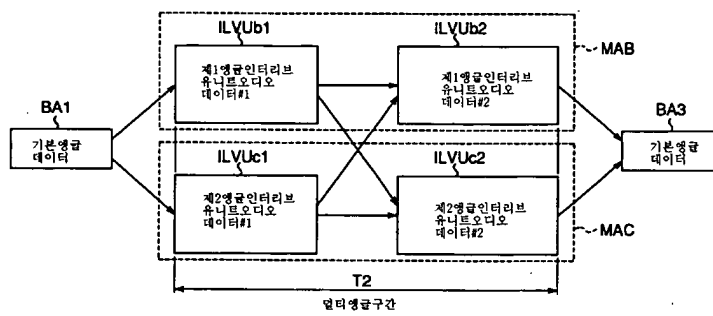 ILVUb1
ILVUb2
MAB
제1앵글인터리브
유니트오디오
데이터#1
제1앵글인터리브
유니트오디오
데이터#2
BA1
기본앵글
데이터
BA3
기본앵글
데이터
ILVUc1
ILVUc2
제2앵글인터리브
유니트오디오
데이터#1
제2앵글인터리브
유니트오디오
데이터#2
MAC
T2
멀티앵글구간